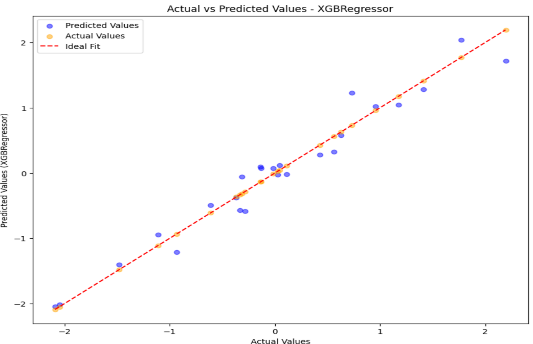 Actual vs Predicted Values - XGBRegressor
Predicted Values
Actual Values
Ideal Fit
Predicted Values (XGBRegressor)
2
1
0
−1
−2
−2
−1
0
1
2
Actual Values